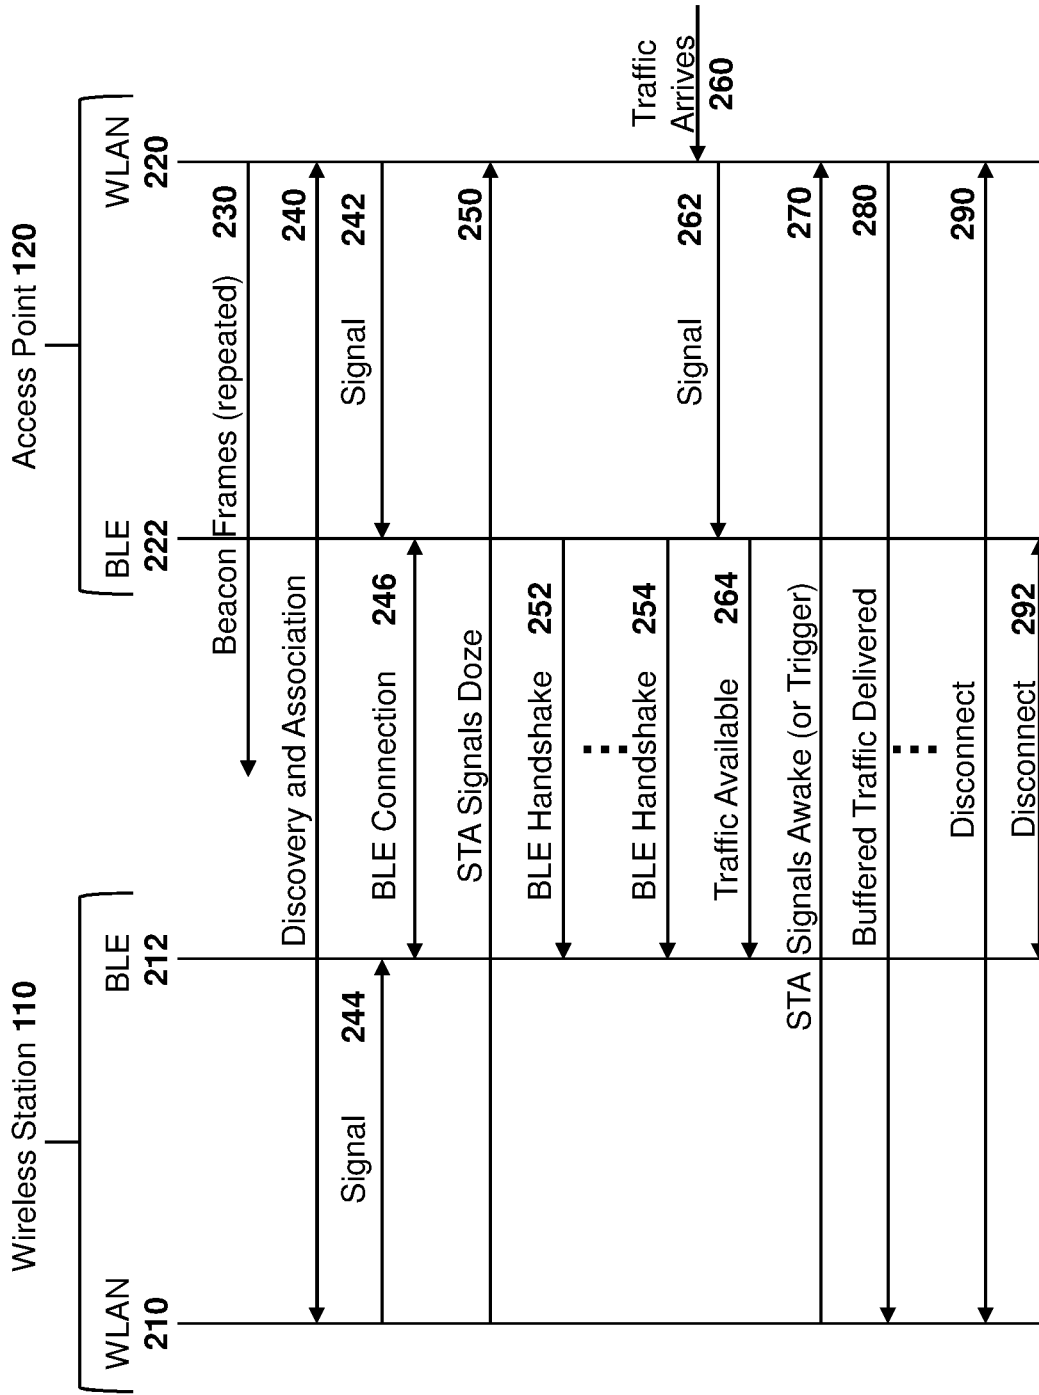 Wireless Station 110
Access Point 120
WLAN
210
BLE
212
BLE
222
WLAN
220
Beacon Frames (repeated) 230
Discovery and Association
240
Signal 244
Signal 242
BLE Connection 246
STA Signals Doze
250
BLE Handshake 252
BLE Handshake 254
Traffic
Arrives
260
Signal 262
Traffic Available 264
STA Signals Awake (or Trigger)
270
Buffered Traffic Delivered
280
Disconnect
290
Disconnect 292